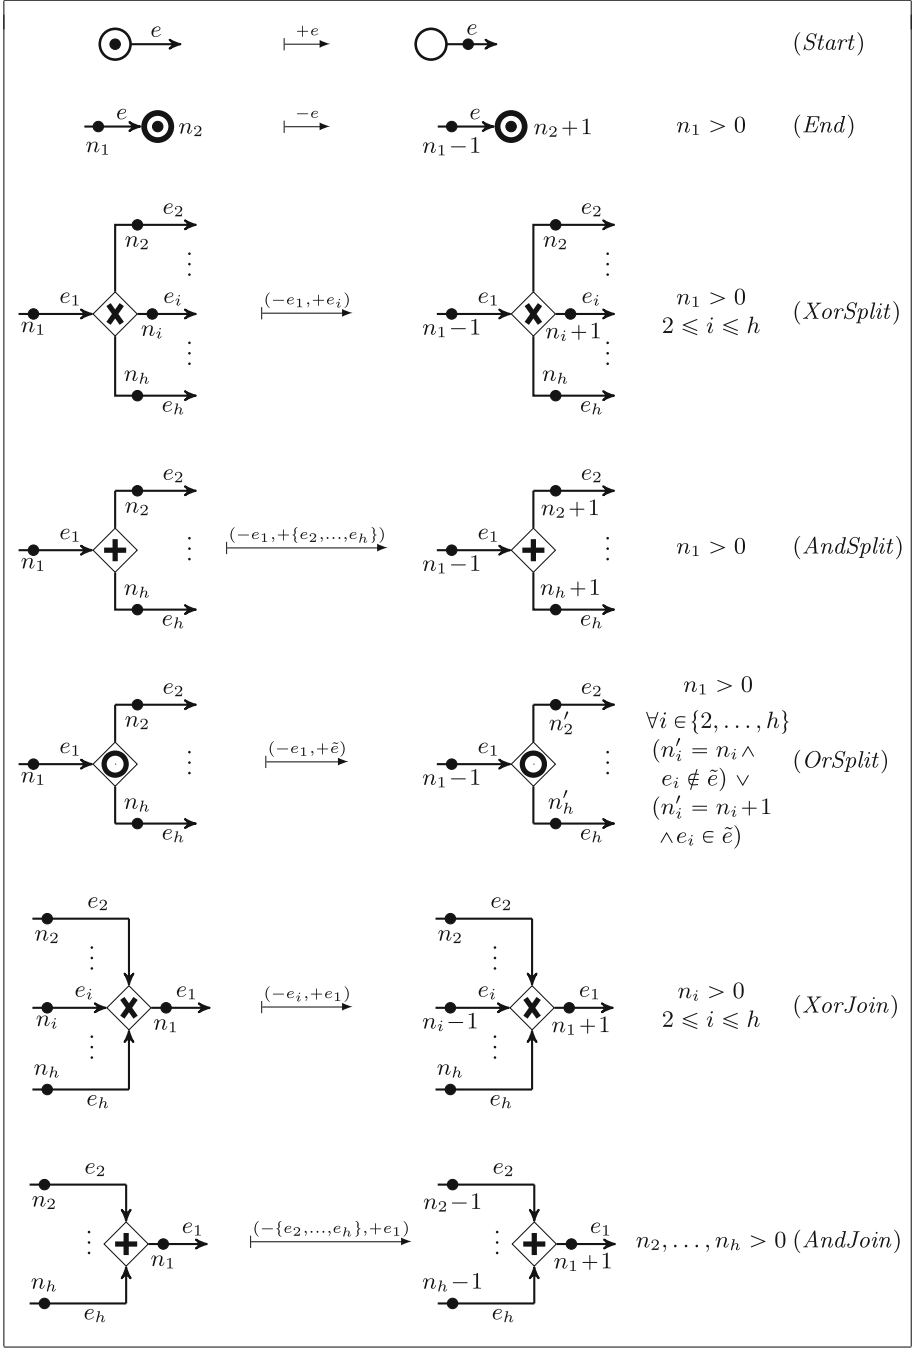 e +e e (Start)
e n₂ −e e n₂+1 n₁ > 0 (End)
n₁ n₁−1
e₂ e₂
n₂ n₂
e₁ eᵢ (−e₁,+eᵢ) e₁ eᵢ n₁ > 0 (XorSplit)
n₁ nᵢ n₁−1 nᵢ+1 2 ⩽ i ⩽ h
nₕ nₕ
eₕ eₕ
e₂ e₂
n₂ n₂+1
e₁ (−e₁,+{e₂,...,eₕ}) e₁ n₁ > 0 (AndSplit)
n₁ n₁−1
nₕ nₕ+1
eₕ eₕ
e₂ e₂ n₁ > 0
n₂ n′₂ ∀i ∈{2, . . . , h}
e₁ (−e₁,+ẽ) e₁ (n′ᵢ = nᵢ∧ (OrSplit)
n₁ n₁−1 eᵢ ∉ ẽ) ∨
nₕ n′ₕ (n′ᵢ = nᵢ+1
eₕ eₕ ∧eᵢ ∈ ẽ)
e₂ e₂
n₂ n₂
eᵢ e₁ (−eᵢ,+e₁) eᵢ e₁ nᵢ > 0 (XorJoin)
nᵢ n₁ nᵢ−1 n₁+1 2 ⩽ i ⩽ h
nₕ nₕ
eₕ eₕ
e₂ e₂
n₂ n₂−1
e₁ (−{e₂,...,eₕ},+e₁) e₁ n₂, . . . , nₕ > 0 (AndJoin)
n₁ n₁+1
nₕ nₕ−1
eₕ eₕ